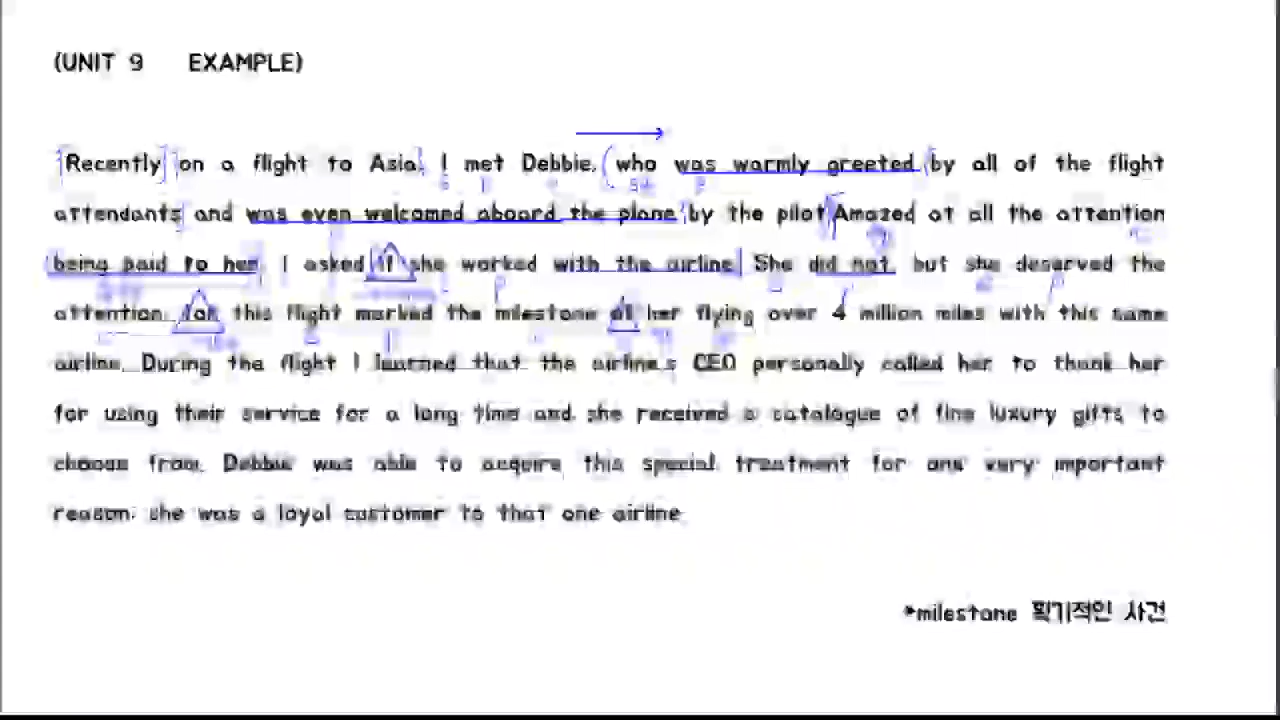 (UNIT 9 EXAMPLE)
Recently on a flight to Asia, I met Debbie, who was warmly greeted by all of the flight
attendants and was even welcomed aboard the plane by the pilot. Amazed at all the attention
being paid to her, I asked if she worked with the airline. She did not, but she deserved the
attention, for this flight marked the milestone of her flying over 4 million miles with this same
airline. During the flight I learned that the airline's CEO personally called her to thank her
for using their service for a long time and she received a catalogue of fine luxury gifts to
choose from. Debbie was able to acquire this special treatment for one very important
reason: she was a loyal customer to that one airline.
*milestone 획기적인 사건